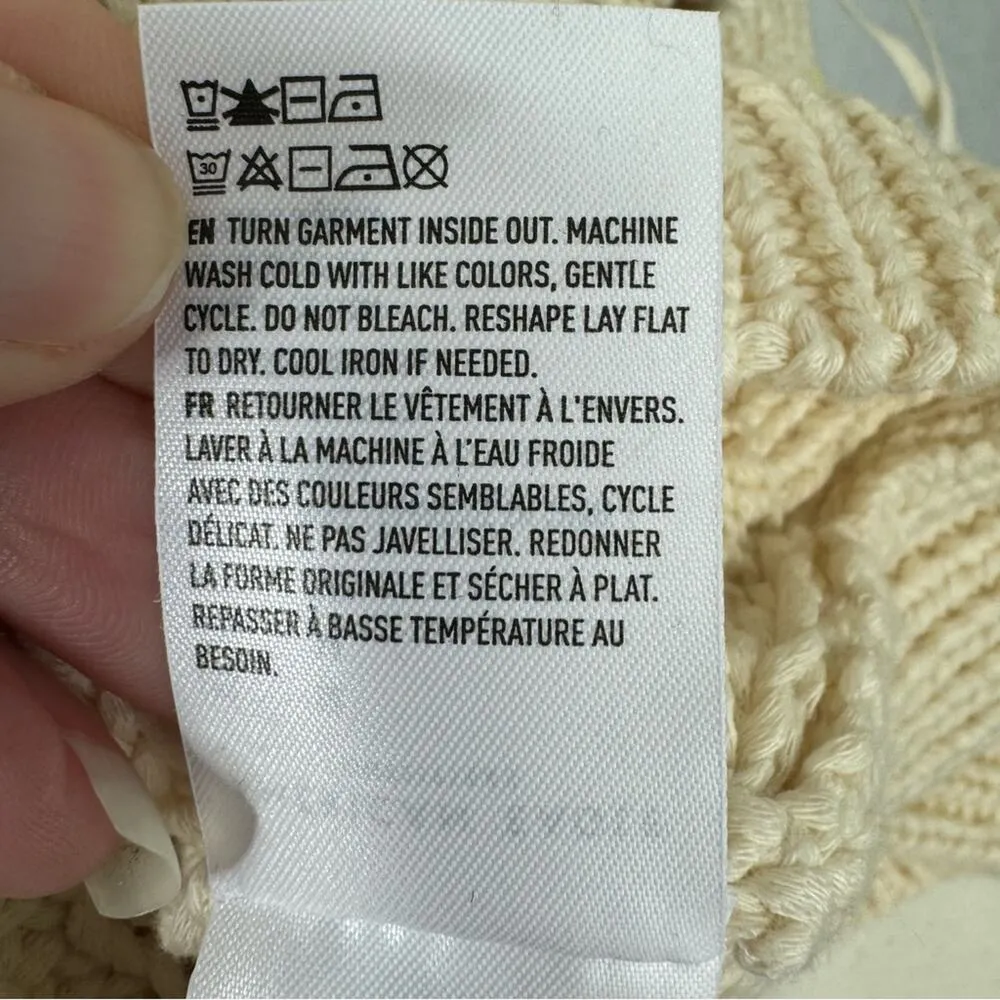 30
EN TURN GARMENT INSIDE OUT. MACHINE
WASH COLD WITH LIKE COLORS, GENTLE
CYCLE. DO NOT BLEACH. RESHAPE LAY FLAT
TO DRY. COOL IRON IF NEEDED.
FR RETOURNER LE VÊTEMENT À L'ENVERS.
LAVER À LA MACHINE À L'EAU FROIDE
AVEC DES COULEURS SEMBLABLES, CYCLE
DÉLICAT. NE PAS JAVELLISER. REDONNER
LA FORME ORIGINALE ET SÉCHER À PLAT.
REPASSER À BASSE TEMPÉRATURE AU
BESOIN.